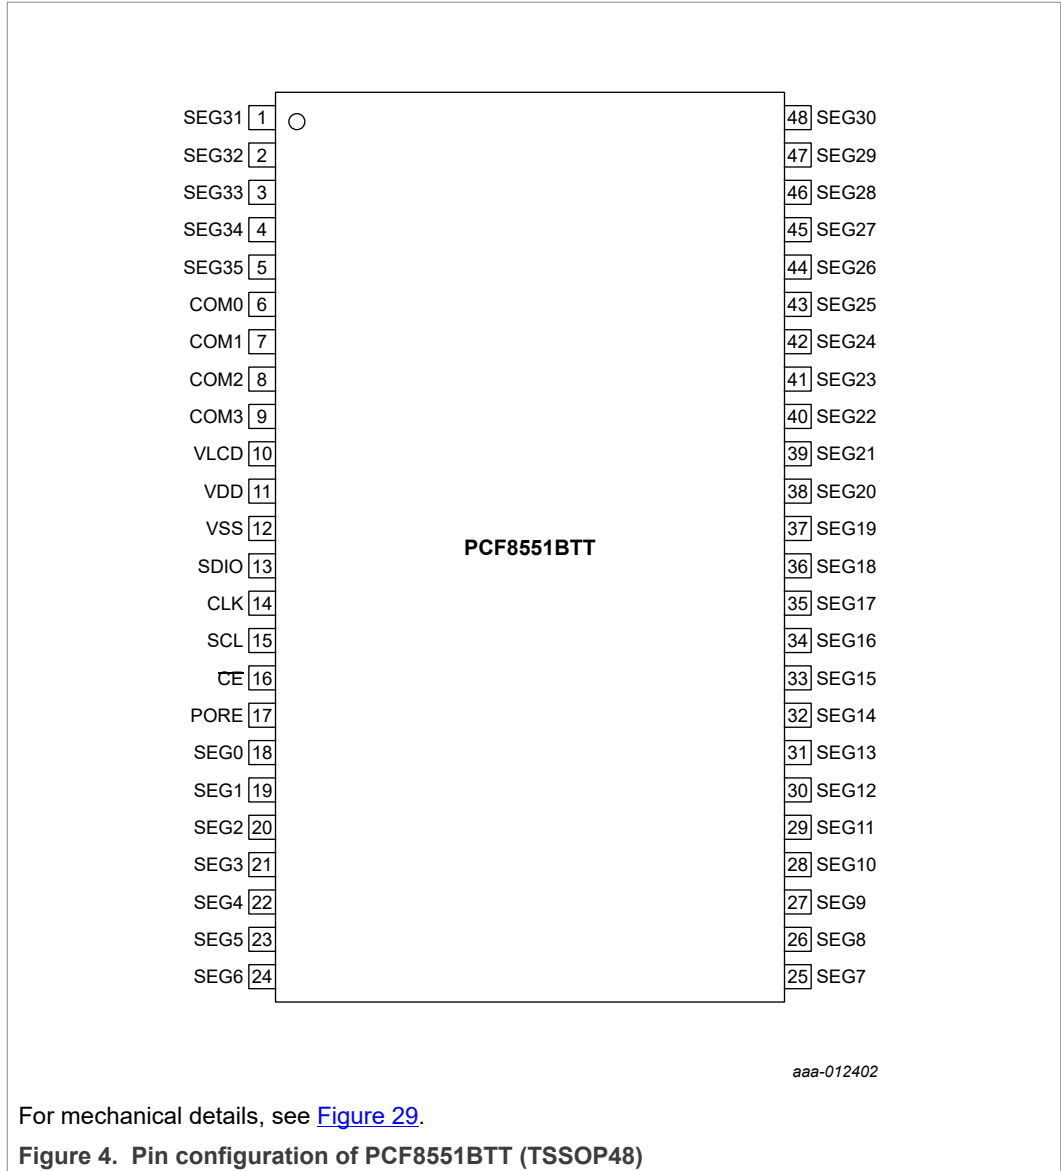 SEG31 1 48 SEG30
SEG32 2 47 SEG29
SEG33 3 46 SEG28
SEG34 4 45 SEG27
SEG35 5 44 SEG26
COM0 6 43 SEG25
COM1 7 42 SEG24
COM2 8 41 SEG23
COM3 9 40 SEG22
VLCD 10 39 SEG21
VDD 11 38 SEG20
VSS 12 37 SEG19
PCF8551BTT
SDIO 13 36 SEG18
CLK 14 35 SEG17
SCL 15 34 SEG16
C̅E̅ 16 33 SEG15
PORE 17 32 SEG14
SEG0 18 31 SEG13
SEG1 19 30 SEG12
SEG2 20 29 SEG11
SEG3 21 28 SEG10
SEG4 22 27 SEG9
SEG5 23 26 SEG8
SEG6 24 25 SEG7
aaa-012402
For mechanical details, see Figure 29.
Figure 4. Pin configuration of PCF8551BTT (TSSOP48)